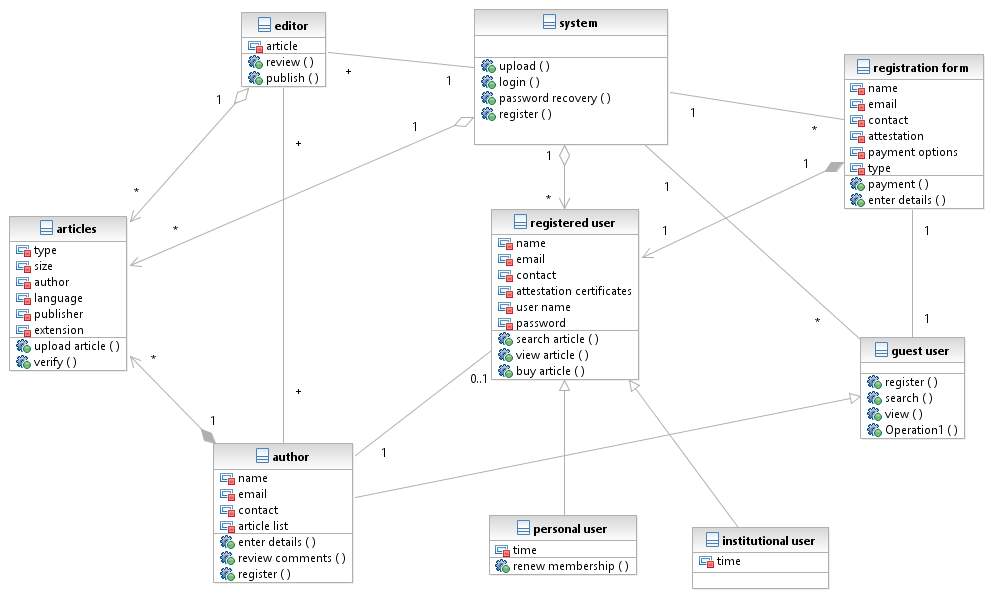 editor
article
review ( )
publish ( )
system
upload ( )
login ( )
password recovery ( )
register ( )
registration form
name
email
contact
attestation
payment options
type
payment ( )
enter details ( )
+
1
1
*
1
1
+
1
1
*
*
*
1
1
*
1
1
*
articles
type
size
author
language
publisher
extension
upload article ( )
verify ( )
registered user
name
email
contact
attestation certificates
user name
password
search article ( )
view article ( )
buy article ( )
guest user
register ( )
search ( )
view ( )
Operation1 ( )
*
0..1
+
1
1
author
name
email
contact
article list
enter details ( )
review comments ( )
register ( )
personal user
time
renew membership ( )
institutional user
time